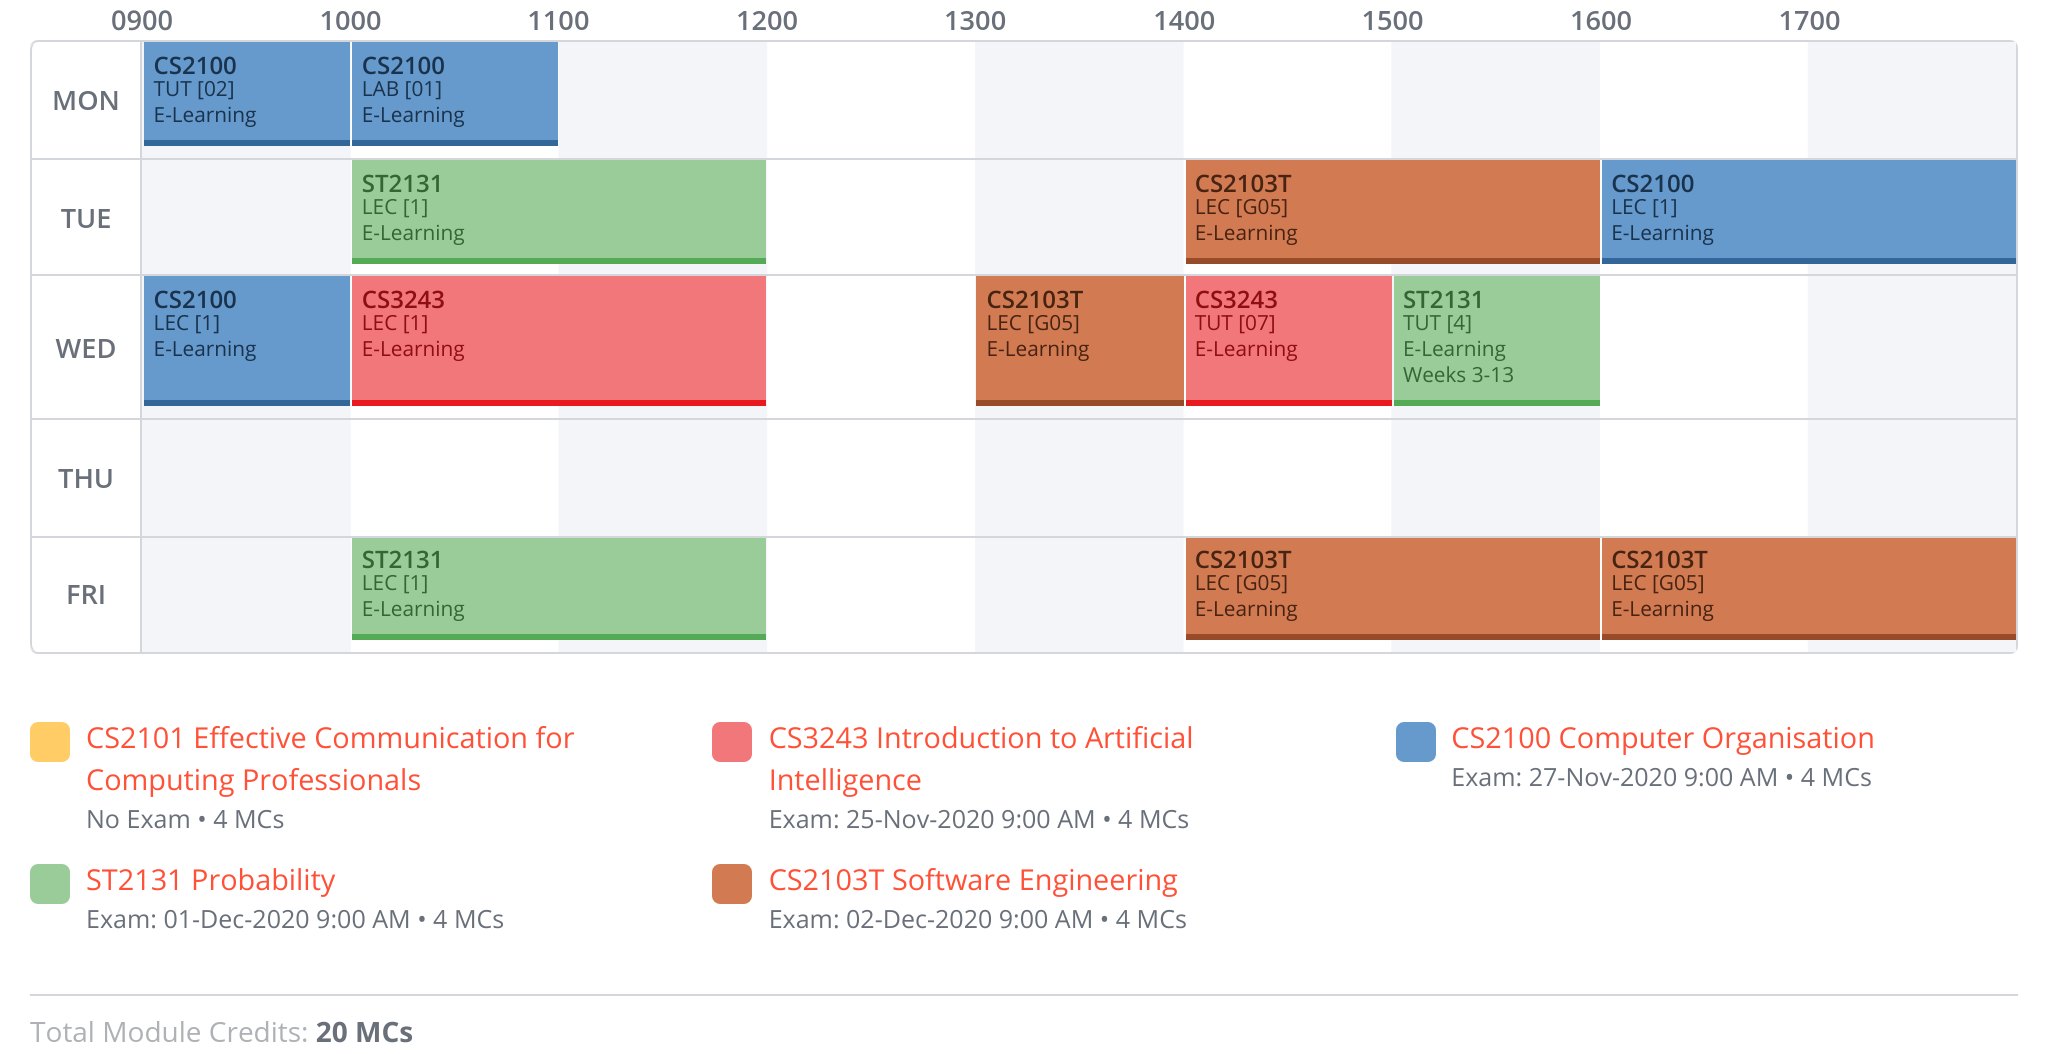 0900 1000 1100 1200 1300 1400 1500 1600 1700
MON
CS2100
TUT [02]
E-Learning
CS2100
LAB [01]
E-Learning
TUE
ST2131
LEC [1]
E-Learning
CS2103T
LEC [G05]
E-Learning
CS2100
LEC [1]
E-Learning
WED
CS2100
LEC [1]
E-Learning
CS3243
LEC [1]
E-Learning
CS2103T
LEC [G05]
E-Learning
CS3243
TUT [07]
E-Learning
ST2131
TUT [4]
E-Learning
Weeks 3-13
THU
FRI
ST2131
LEC [1]
E-Learning
CS2103T
LEC [G05]
E-Learning
CS2103T
LEC [G05]
E-Learning
CS2101 Effective Communication for
Computing Professionals
No Exam • 4 MCs
CS3243 Introduction to Artificial
Intelligence
Exam: 25-Nov-2020 9:00 AM • 4 MCs
CS2100 Computer Organisation
Exam: 27-Nov-2020 9:00 AM • 4 MCs
ST2131 Probability
Exam: 01-Dec-2020 9:00 AM • 4 MCs
CS2103T Software Engineering
Exam: 02-Dec-2020 9:00 AM • 4 MCs
Total Module Credits: 20 MCs